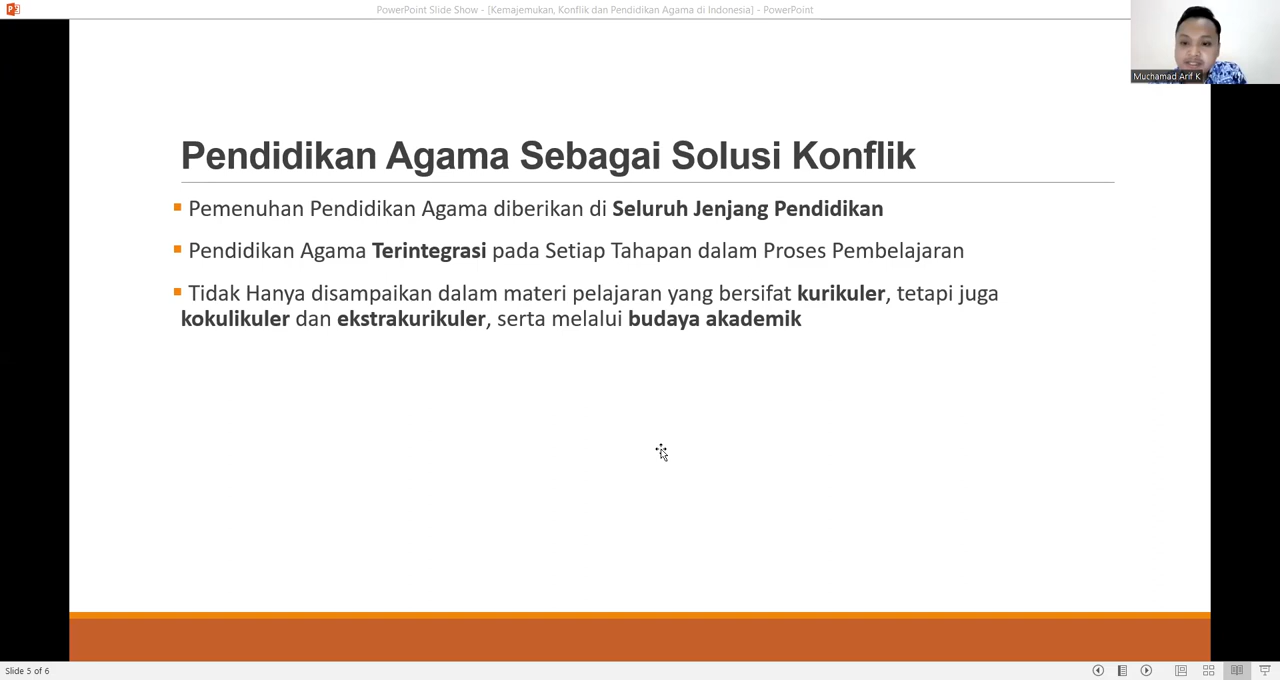 PowerPoint Slide Show - [Kemajemukan, Konflik dan Pendidikan Agama di Indonesia] - PowerPoint
Muchamad Arif K
Pendidikan Agama Sebagai Solusi Konflik
Pemenuhan Pendidikan Agama diberikan di Seluruh Jenjang Pendidikan
Pendidikan Agama Terintegrasi pada Setiap Tahapan dalam Proses Pembelajaran
Tidak Hanya disampaikan dalam materi pelajaran yang bersifat kurikuler, tetapi juga
kokulikuler dan ekstrakurikuler, serta melalui budaya akademik
Slide 5 of 6